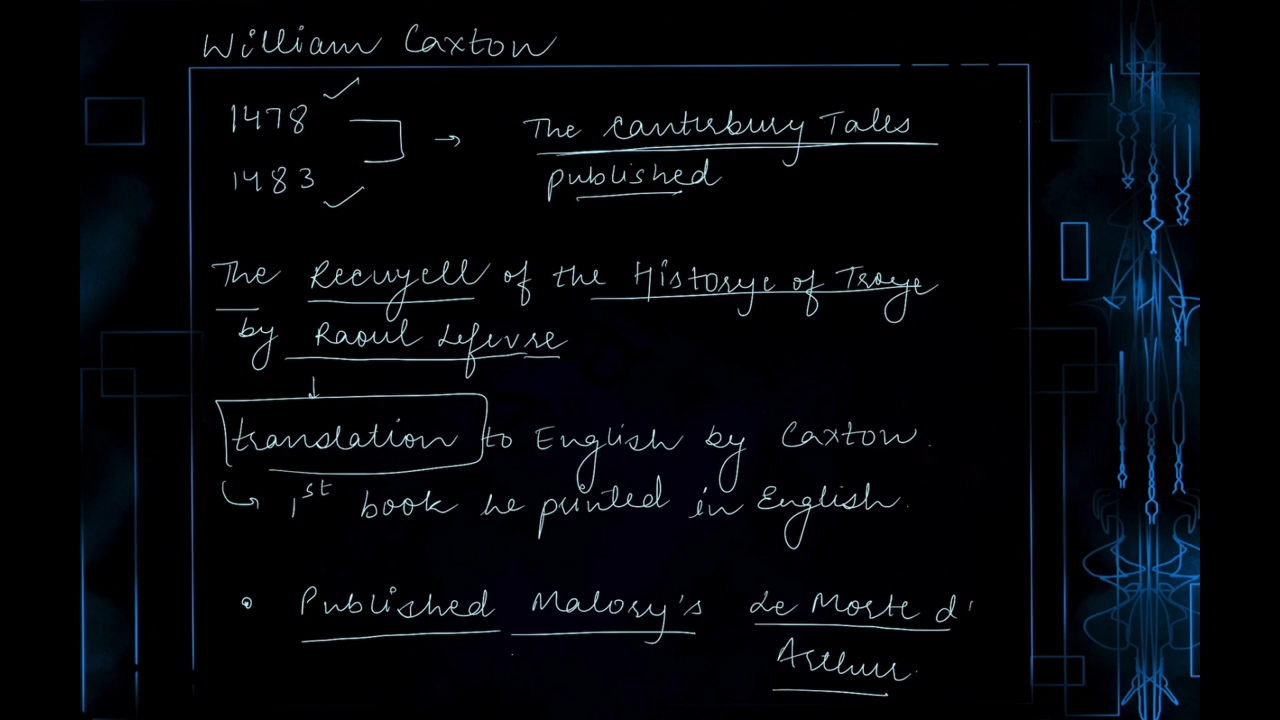 William Caxton
1478
1483
→ The Canterbury Tales
published
The Recuyell of the Historye of Troye
by Raoul Lefevre
translation to English by Caxton.
1st book he printed in English.
• Published Malory's Le Morte d'
Arthur.